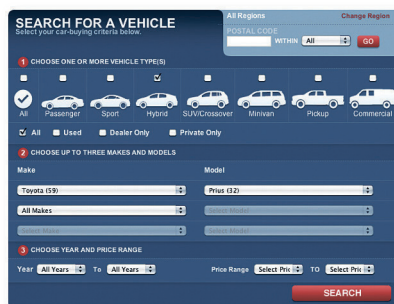 SEARCH FOR A VEHICLE
Select your car-buying criteria below.
All Regions Change Region
POSTAL CODE
WITHIN All GO
1 CHOOSE ONE OR MORE VEHICLE TYPE(S)
All Passenger Sport Hybrid SUV/Crossover Minivan Pickup Commercial
All Used Dealer Only Private Only
2 CHOOSE UP TO THREE MAKES AND MODELS
Make Model
Toyota (59) Prius (32)
All Makes Select Model
Select Make Select Model
3 CHOOSE YEAR AND PRICE RANGE
Year All Years To All Years Price Range Select Pric TO Select Pric
SEARCH